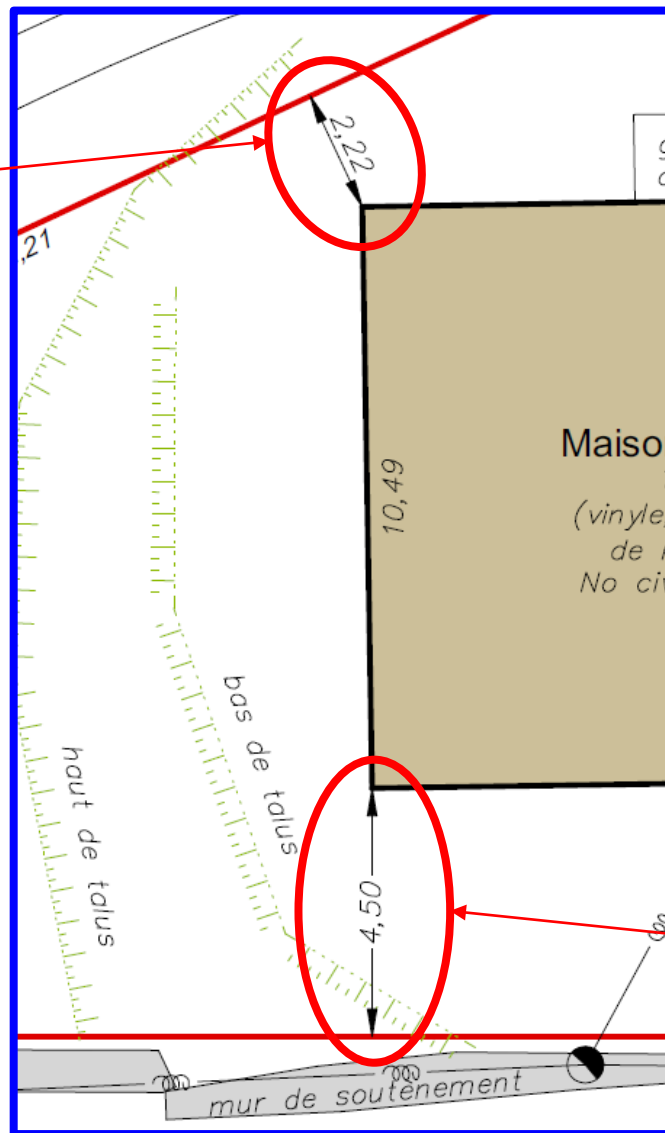 2,22
,21
Maiso
(vinyle,
de
No civ
10,49
bas de talus
haut de talus
4,50
mur de soutènement